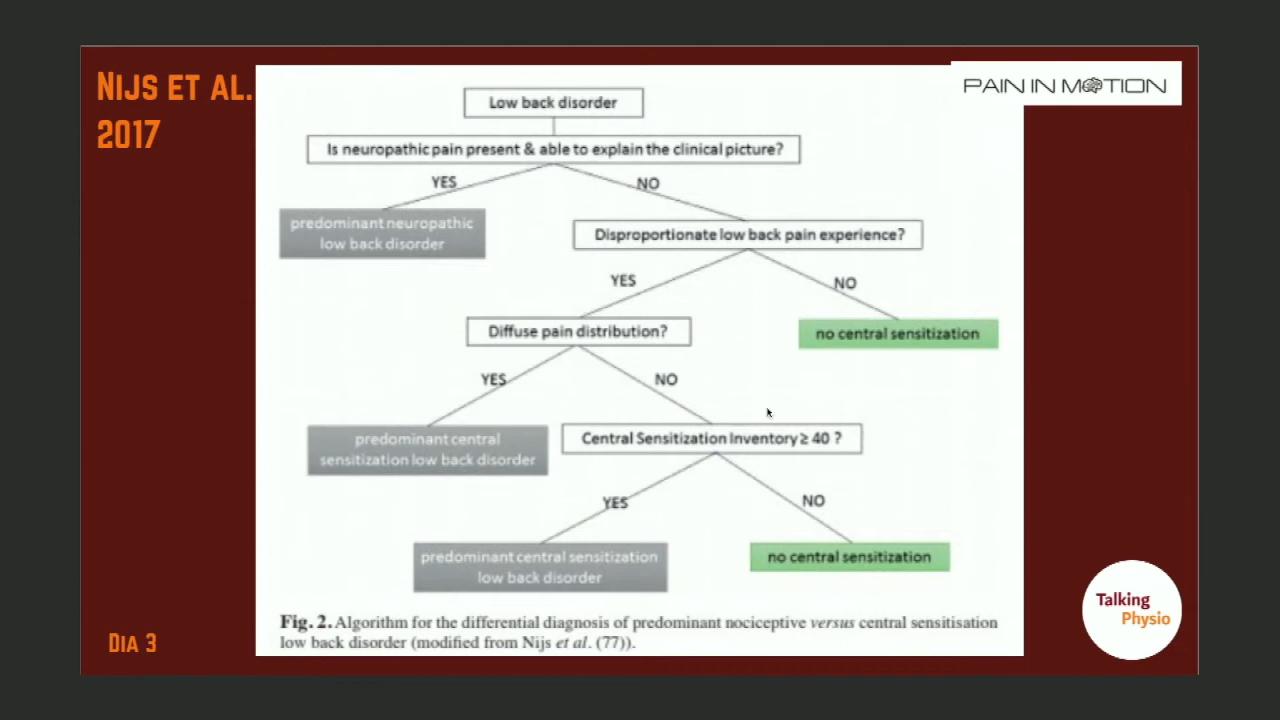 NIJS ET AL.
2017
PAIN IN MOTION
Low back disorder
Is neuropathic pain present & able to explain the clinical picture?
YES
NO
predominant neuropathic
low back disorder
Disproportionate low back pain experience?
YES
NO
Diffuse pain distribution?
no central sensitization
YES
NO
predominant central
sensitization low back disorder
Central Sensitization Inventory ≥ 40 ?
YES
NO
predominant central sensitization
low back disorder
no central sensitization
Fig. 2. Algorithm for the differential diagnosis of predominant nociceptive versus central sensitisation
low back disorder (modified from Nijs et al. (77)).
DIA 3
Talking
Physio